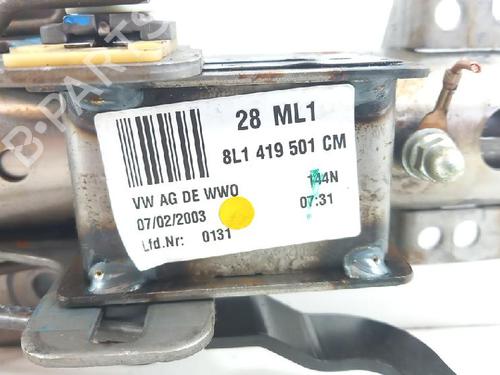 28 ML1
8L1 419 501 CM
VW AG DE WWO
144N
07/02/2003
07:31
Lfd.Nr: 0131
B-PARTS